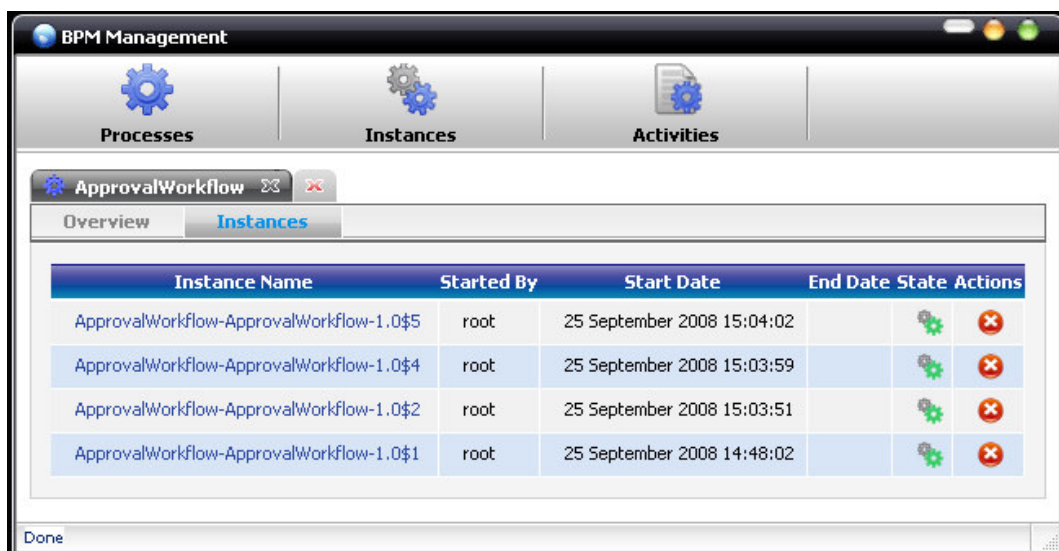 BPM Management
Processes Instances Activities
ApprovalWorkflow
Overview Instances
Instance Name Started By Start Date End Date State Actions
ApprovalWorkflow-ApprovalWorkflow-1.0$5 root 25 September 2008 15:04:02
ApprovalWorkflow-ApprovalWorkflow-1.0$4 root 25 September 2008 15:03:59
ApprovalWorkflow-ApprovalWorkflow-1.0$2 root 25 September 2008 15:03:51
ApprovalWorkflow-ApprovalWorkflow-1.0$1 root 25 September 2008 14:48:02
Done